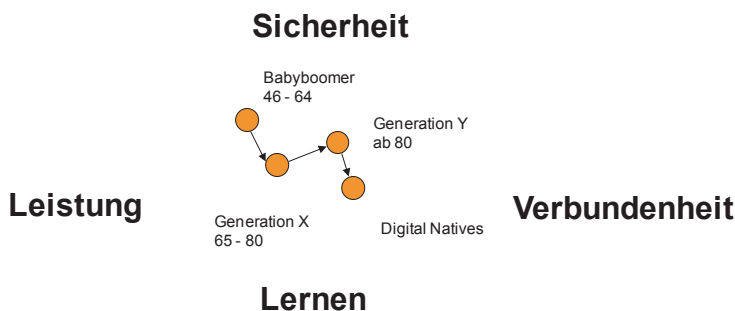 Sicherheit
Babyboomer
46 - 64
Generation Y
ab 80
Leistung
Verbundenheit
Generation X
65 - 80
Digital Natives
Lernen